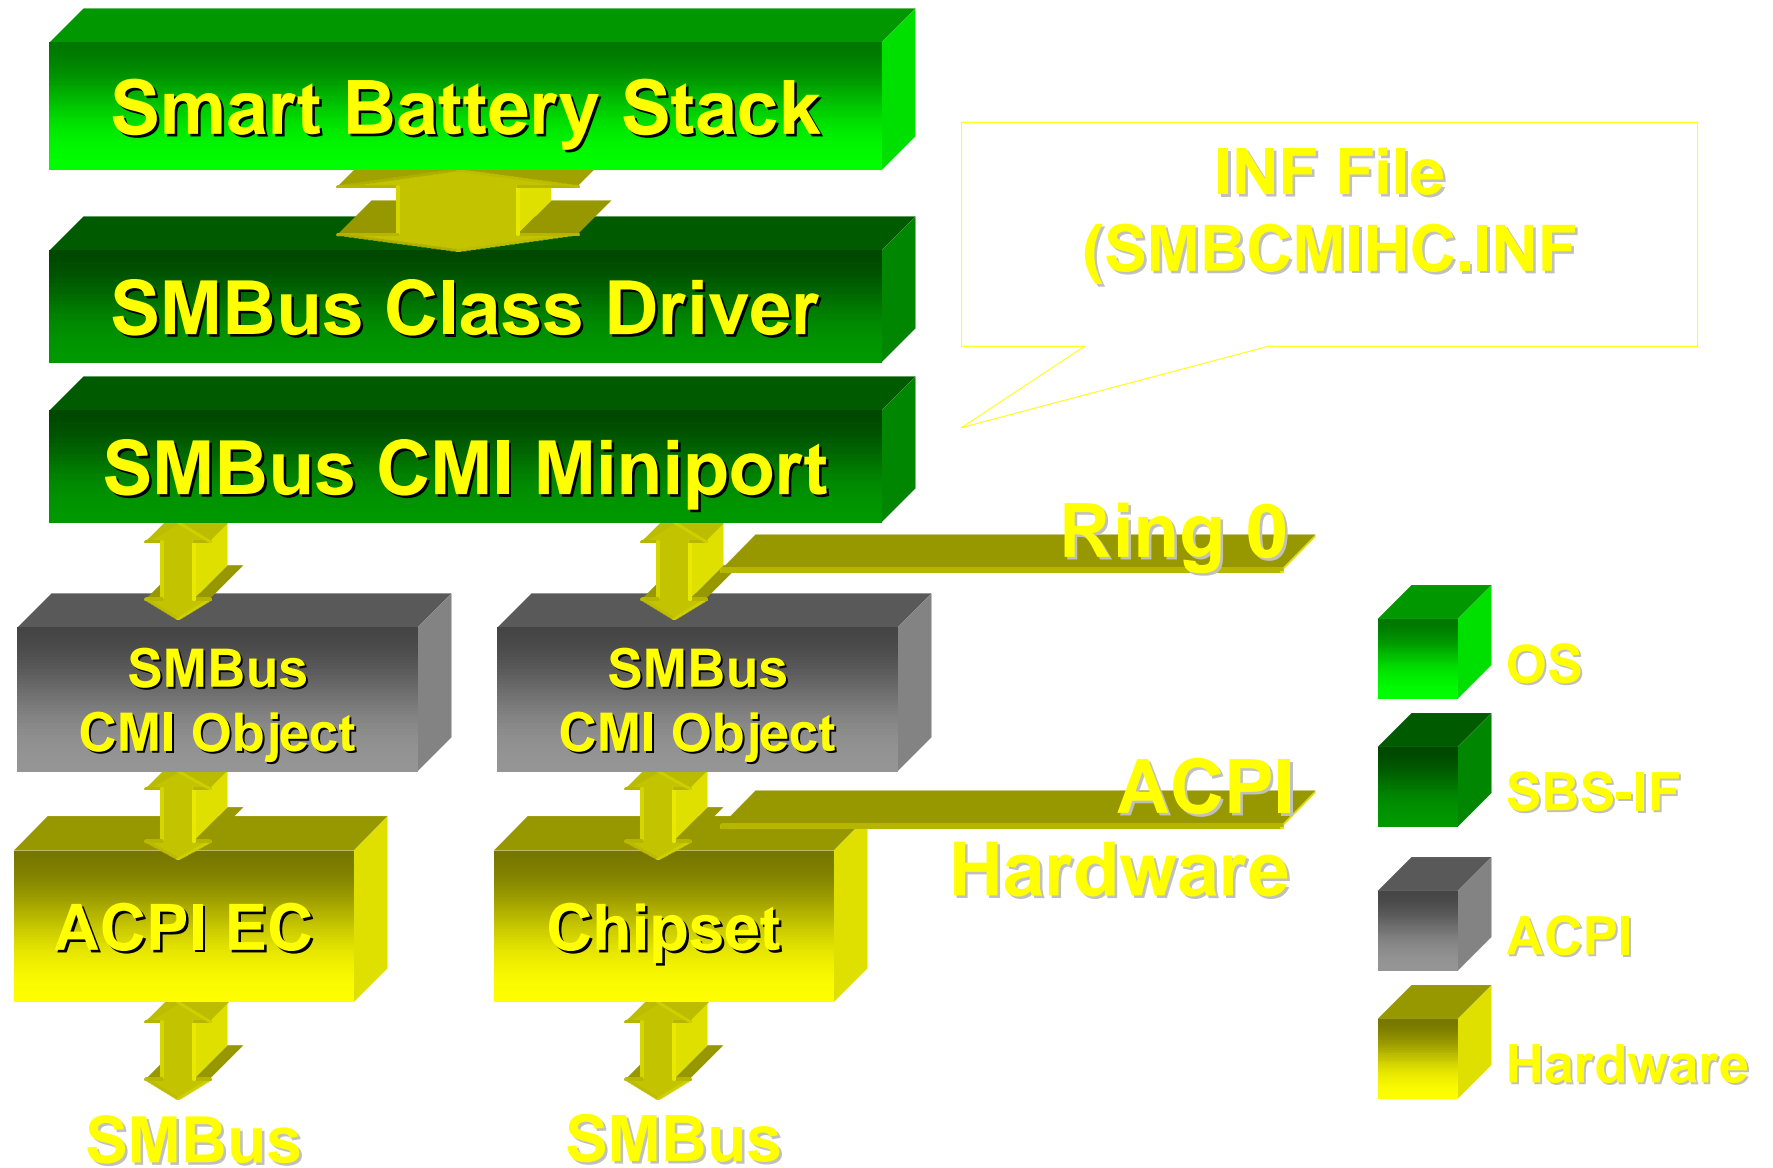 Smart Battery Stack
INF File
(SMBCMIHC.INF
SMBus Class Driver
SMBus CMI Miniport
Ring 0
SMBus
CMI Object
SMBus
CMI Object
ACPI
Hardware
ACPI EC
Chipset
SMBus
SMBus
OS
SBS-IF
ACPI
Hardware